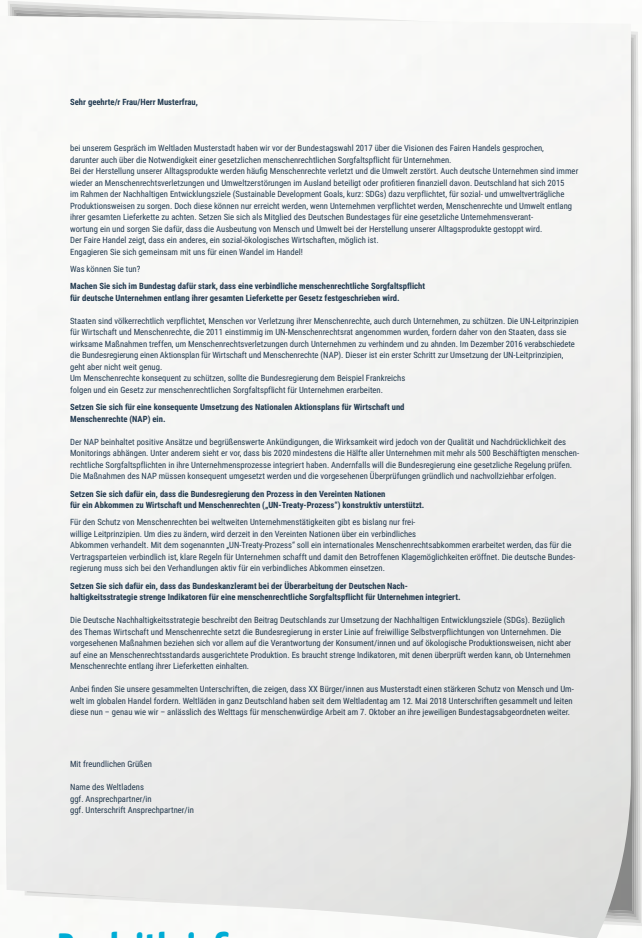 Sehr geehrte/r Frau/Herr Musterfrau,
bei unserem Gespräch im Weltladen Musterstadt haben wir vor der Bundestagswahl 2017 über die Visionen des Fairen Handels gesprochen,
darunter auch über die Notwendigkeit einer gesetzlichen menschenrechtlichen Sorgfaltspflicht für Unternehmen.
Bei der Herstellung unserer Alltagsprodukte werden häufig Menschenrechte verletzt und die Umwelt zerstört. Auch deutsche Unternehmen sind immer
wieder an Menschenrechtsverletzungen und Umweltzerstörungen im Ausland beteiligt oder profitieren finanziell davon. Deutschland hat sich 2015
im Rahmen der Nachhaltigen Entwicklungsziele (Sustainable Development Goals, kurz: SDGs) dazu verpflichtet, für sozial- und umweltverträgliche
Produktionsweisen zu sorgen. Doch diese können nur erreicht werden, wenn Unternehmen verpflichtet werden, Menschenrechte und Umwelt entlang
ihrer gesamten Lieferkette zu achten. Setzen Sie sich als Mitglied des Deutschen Bundestages für eine gesetzliche Unternehmensverant-
wortung ein und sorgen Sie dafür, dass die Ausbeutung von Mensch und Umwelt bei der Herstellung unserer Alltagsprodukte gestoppt wird.
Der Faire Handel zeigt, dass ein anderes, ein sozial-ökologisches Wirtschaften, möglich ist.
Engagieren Sie sich gemeinsam mit uns für einen Wandel im Handel!
Was können Sie tun?
Machen Sie sich im Bundestag dafür stark, dass eine verbindliche menschenrechtliche Sorgfaltspflicht
für deutsche Unternehmen entlang ihrer gesamten Lieferkette per Gesetz festgeschrieben wird.
Staaten sind völkerrechtlich verpflichtet, Menschen vor Verletzung ihrer Menschenrechte, auch durch Unternehmen, zu schützen. Die UN-Leitprinzipien
für Wirtschaft und Menschenrechte, die 2011 einstimmig im UN-Menschenrechtsrat angenommen wurden, fordern daher von den Staaten, dass sie
wirksame Maßnahmen treffen, um Menschenrechtsverletzungen durch Unternehmen zu verhindern und zu ahnden. Im Dezember 2016 verabschiedete
die Bundesregierung einen Aktionsplan für Wirtschaft und Menschenrechte (NAP). Dieser ist ein erster Schritt zur Umsetzung der UN-Leitprinzipien,
geht aber nicht weit genug.
Um Menschenrechte konsequent zu schützen, sollte die Bundesregierung dem Beispiel Frankreichs
folgen und ein Gesetz zur menschenrechtlichen Sorgfaltspflicht für Unternehmen erarbeiten.
Setzen Sie sich für eine konsequente Umsetzung des Nationalen Aktionsplans für Wirtschaft und
Menschenrechte (NAP) ein.
Der NAP beinhaltet positive Ansätze und begrüßenswerte Ankündigungen, die Wirksamkeit wird jedoch von der Qualität und Nachdrücklichkeit des
Monitorings abhängen. Unter anderem sieht er vor, dass bis 2020 mindestens die Hälfte aller Unternehmen mit mehr als 500 Beschäftigten menschen-
rechtliche Sorgfaltspflichten in ihre Unternehmensprozesse integriert haben. Andernfalls will die Bundesregierung eine gesetzliche Regelung prüfen.
Die Maßnahmen des NAP müssen konsequent umgesetzt werden und die vorgesehenen Überprüfungen gründlich und nachvollziehbar erfolgen.
Setzen Sie sich dafür ein, dass die Bundesregierung den Prozess in den Vereinten Nationen
für ein Abkommen zu Wirtschaft und Menschenrechten („UN-Treaty-Prozess“) konstruktiv unterstützt.
Für den Schutz von Menschenrechten bei weltweiten Unternehmenstätigkeiten gibt es bislang nur frei-
willige Leitprinzipien. Um dies zu ändern, wird derzeit in den Vereinten Nationen über ein verbindliches
Abkommen verhandelt. Mit dem sogenannten „UN-Treaty-Prozess“ soll ein internationales Menschenrechtsabkommen erarbeitet werden, das für die
Vertragsparteien verbindlich ist, klare Regeln für Unternehmen schafft und damit den Betroffenen Klagemöglichkeiten eröffnet. Die deutsche Bundes-
regierung muss sich bei den Verhandlungen aktiv für ein verbindliches Abkommen einsetzen.
Setzen Sie sich dafür ein, dass das Bundeskanzleramt bei der Überarbeitung der Deutschen Nach-
haltigkeitsstrategie strenge Indikatoren für eine menschenrechtliche Sorgfaltspflicht für Unternehmen integriert.
Die Deutsche Nachhaltigkeitsstrategie beschreibt den Beitrag Deutschlands zur Umsetzung der Nachhaltigen Entwicklungsziele (SDGs). Bezüglich
des Themas Wirtschaft und Menschenrechte setzt die Bundesregierung in erster Linie auf freiwillige Selbstverpflichtungen von Unternehmen. Die
vorgesehenen Maßnahmen beziehen sich vor allem auf die Verantwortung der Konsument/innen und auf ökologische Produktionsweisen, nicht aber
auf eine an Menschenrechtsstandards ausgerichtete Produktion. Es braucht strenge Indikatoren, mit denen überprüft werden kann, ob Unternehmen
Menschenrechte entlang ihrer Lieferketten einhalten.
Anbei finden Sie unsere gesammelten Unterschriften, die zeigen, dass XX Bürger/innen aus Musterstadt einen stärkeren Schutz von Mensch und Um-
welt im globalen Handel fordern. Weltläden in ganz Deutschland haben seit dem Weltladentag am 12. Mai 2018 Unterschriften gesammelt und leiten
diese nun – genau wie wir – anlässlich des Welttags für menschenwürdige Arbeit am 7. Oktober an ihre jeweiligen Bundestagsabgeordneten weiter.
Mit freundlichen Grüßen
Name des Weltladens
ggf. Ansprechpartner/in
ggf. Unterschrift Ansprechpartner/in